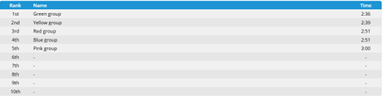 Rank Name Time
1st Green group 2:36
2nd Yellow group 2:39
3rd Red group 2:51
4th Blue group 2:51
5th Pink group 3:00
6th - -
7th - -
8th - -
9th - -
10th - -